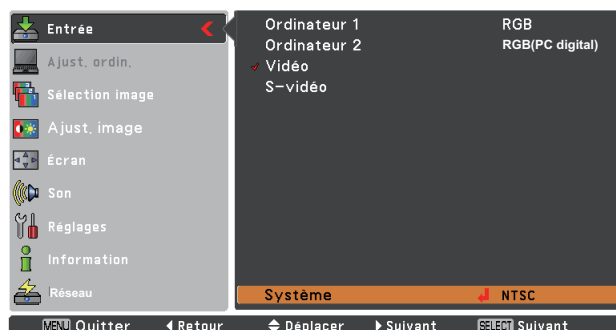 Entrée
Ajust. ordin.
Sélection image
Ajust. image
Écran
Son
Réglages
Information
Réseau
Ordinateur 1 RGB
Ordinateur 2 RGB(PC digital)
Vidéo
S-vidéo
Système NTSC
MENU Quitter Retour Déplacer Suivant SELECT Suivant